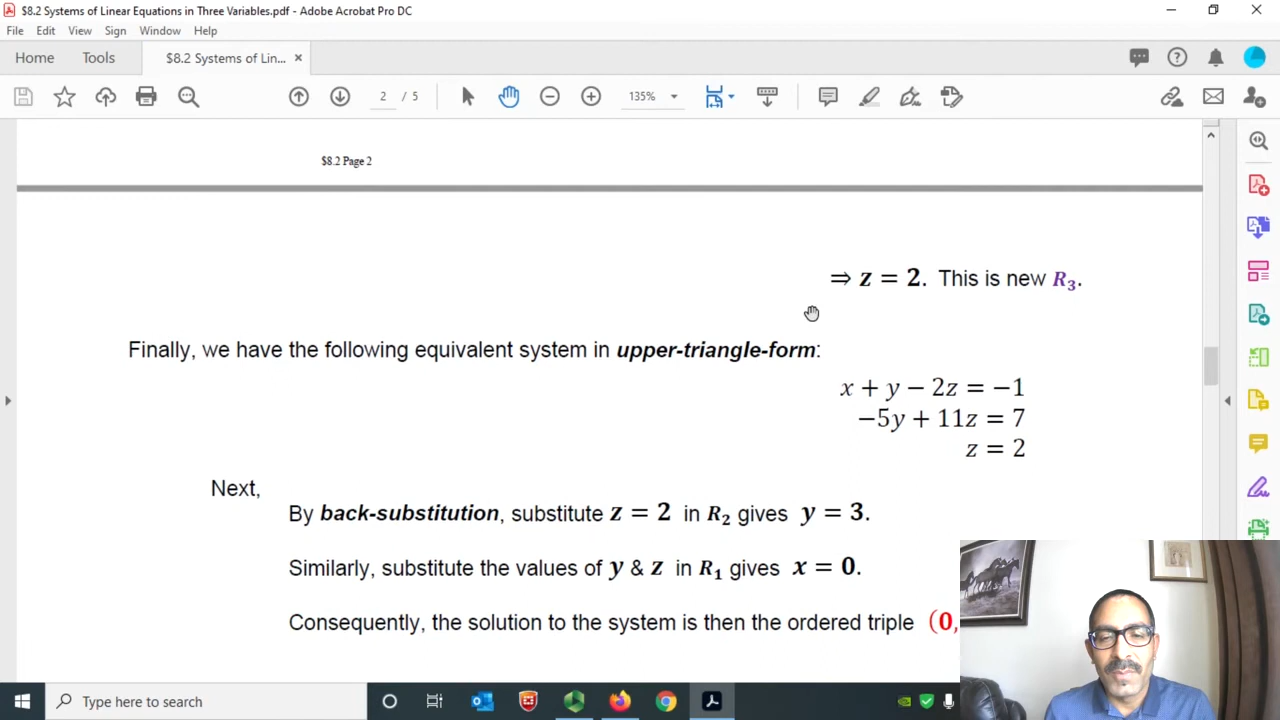 $8.2 Systems of Linear Equations in Three Variables.pdf - Adobe Acrobat Pro DC
File Edit View Sign Window Help
Home Tools $8.2 Systems of Lin... ×
2 / 5 135%
$8.2 Page 2
⇒ z = 2. This is new R₃.
Finally, we have the following equivalent system in upper-triangle-form:
x + y − 2z = −1
−5y + 11z = 7
z = 2
Next,
By back-substitution, substitute z = 2 in R₂ gives y = 3.
Similarly, substitute the values of y & z in R₁ gives x = 0.
Consequently, the solution to the system is then the ordered triple (0,
Type here to search